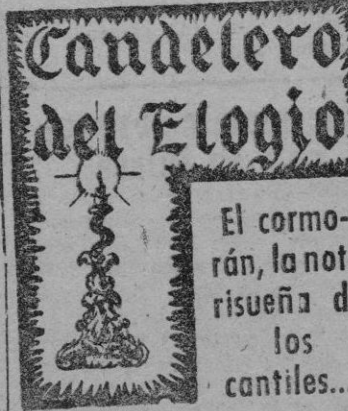 Candelero
del Elogio
El cormo-
rán, la not
risueña d
los
cantiles...